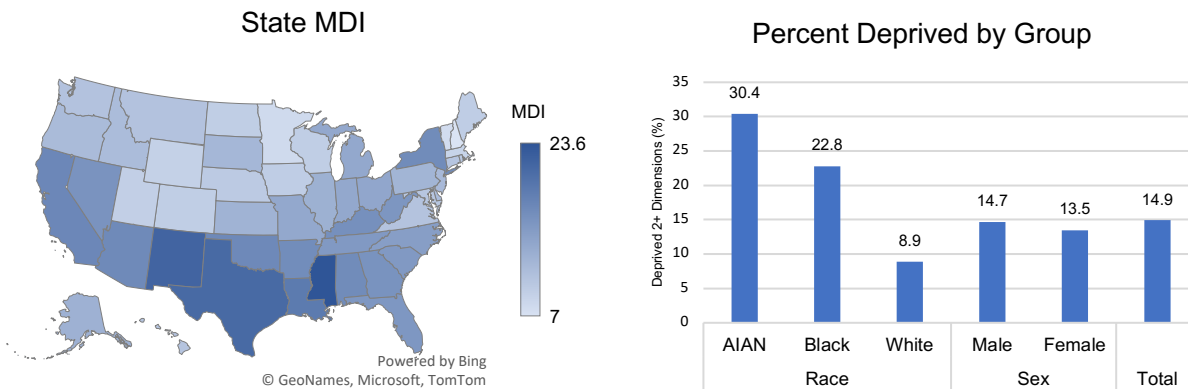 State MDI
MDI
23.6
7
Powered by Bing
© GeoNames, Microsoft, TomTom
Percent Deprived by Group
Deprived 2+ Dimensions (%)
35
30
25
20
15
10
5
0
30.4
22.8
8.9
14.7
13.5
14.9
AIAN Black White Male Female
Race Sex Total